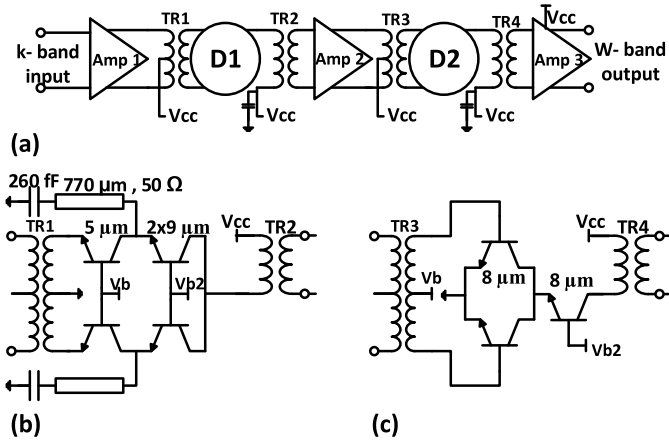 TR1 TR2 TR3 TR4 Vcc
k- band input Amp 1 D1 Amp 2 D2 Amp 3 W- band output
Vcc Vcc Vcc Vcc
(a)
260 fF 770 µm , 50 Ω
TR1 5 µm 2x9 µm Vcc TR2
Vb Vb2
(b)
TR3 Vcc TR4
8 µm 8 µm
Vb
Vb2
(c)